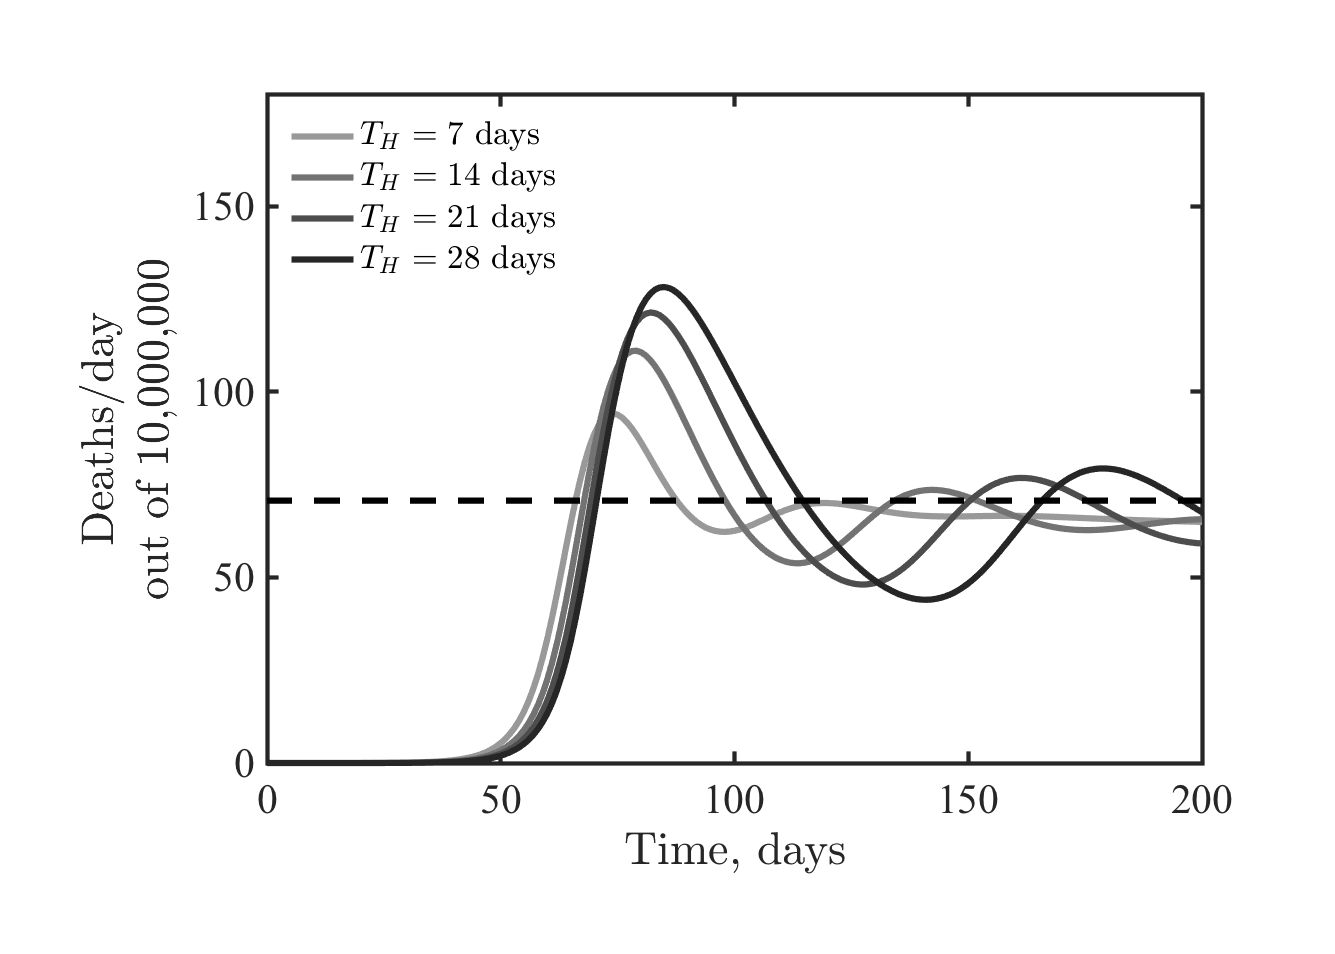 T_H = 7 days
T_H = 14 days
T_H = 21 days
T_H = 28 days
150
100
50
0
Deaths/day
out of 10,000,000
0 50 100 150 200
Time, days